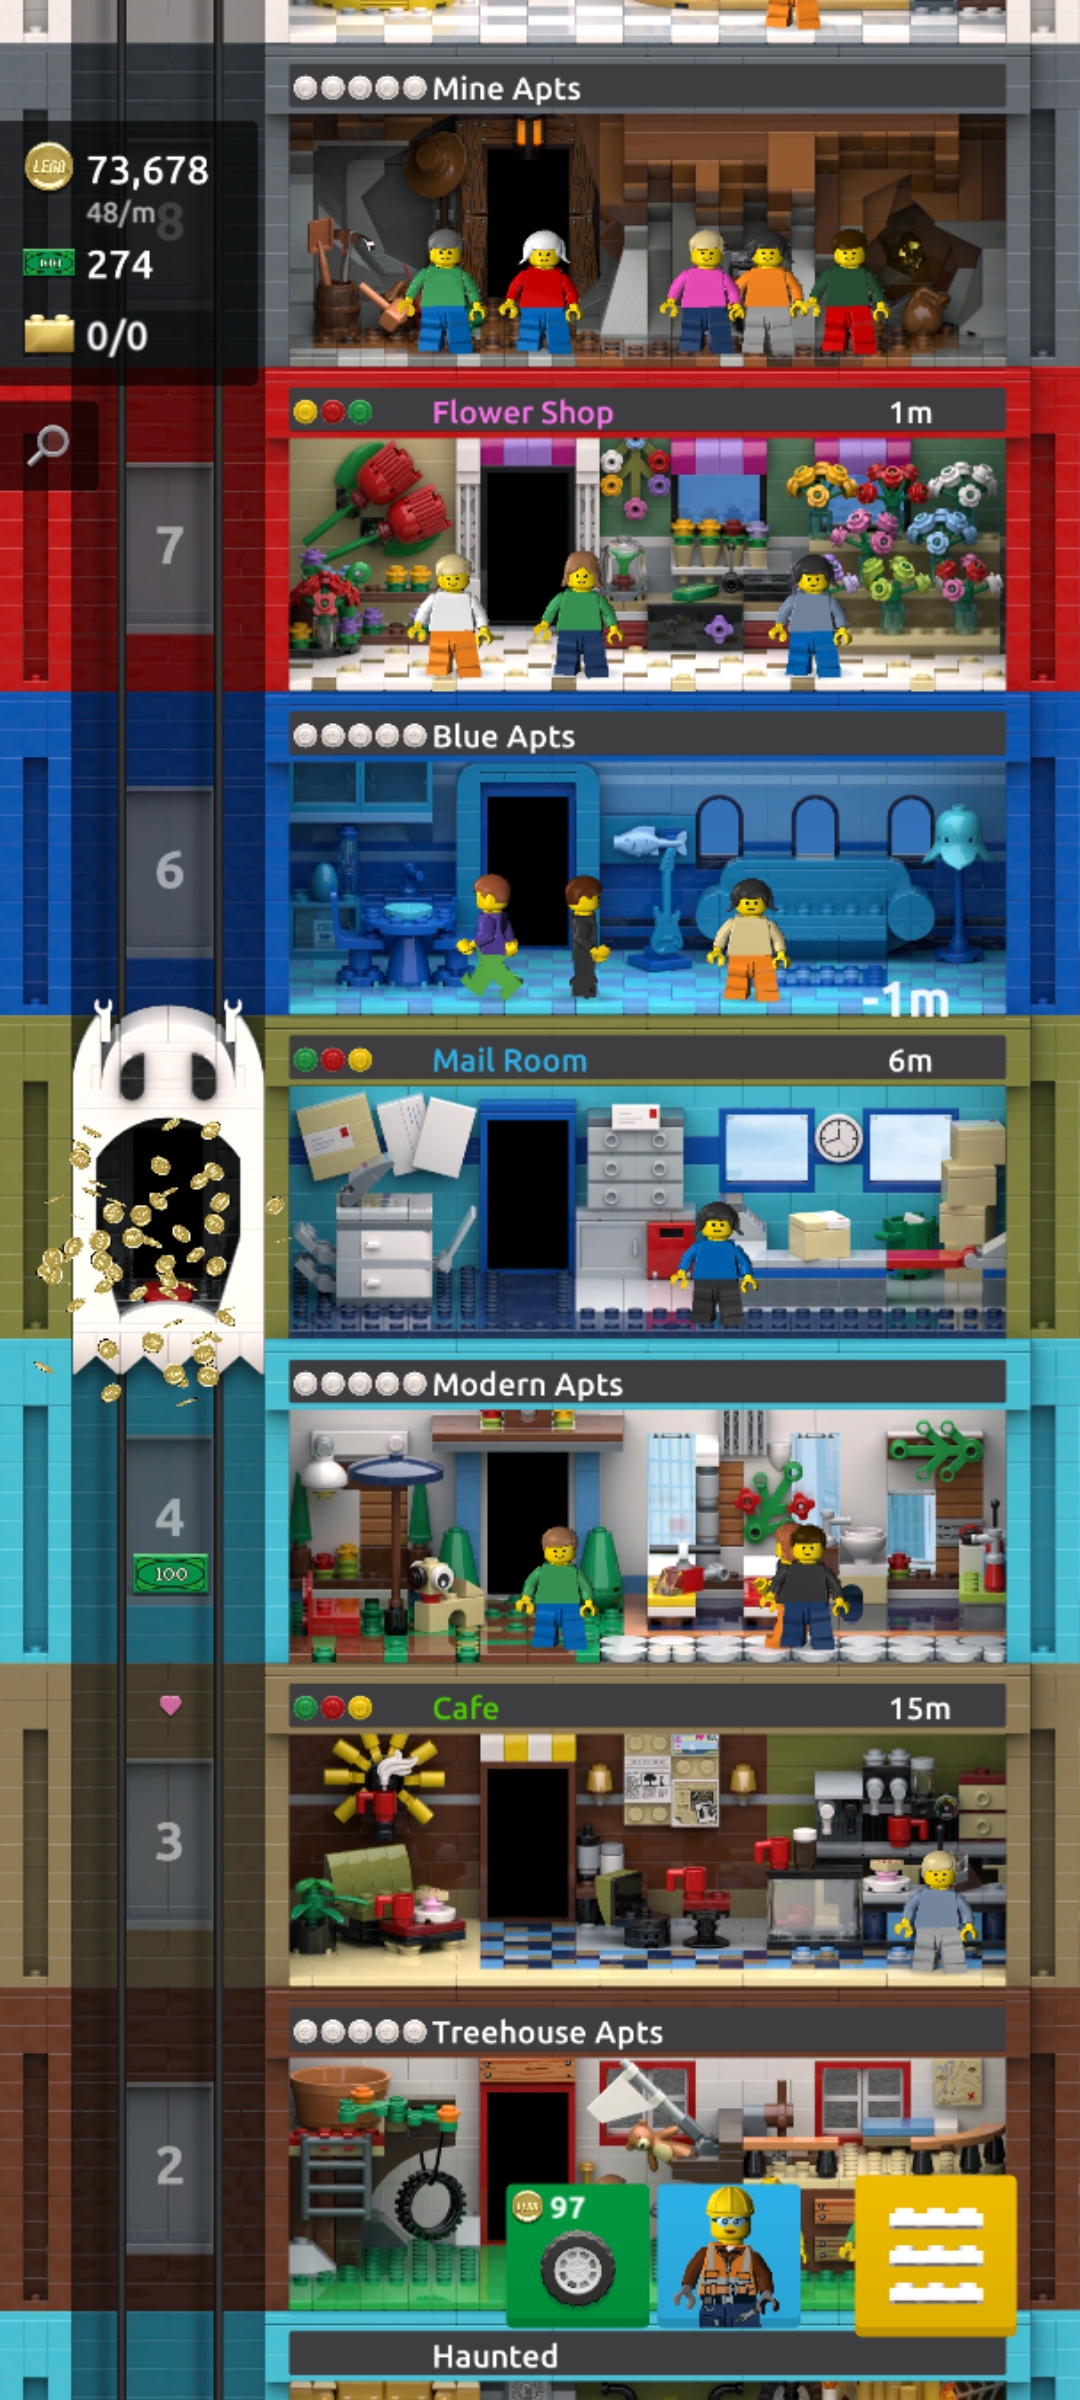 Mine Apts
LEGO 73,678
48/m
8
274
0/0
Flower Shop 1m
7
Blue Apts
6
-1m
Mail Room 6m
Modern Apts
4
100
Cafe 15m
3
Treehouse Apts
2
97
Haunted